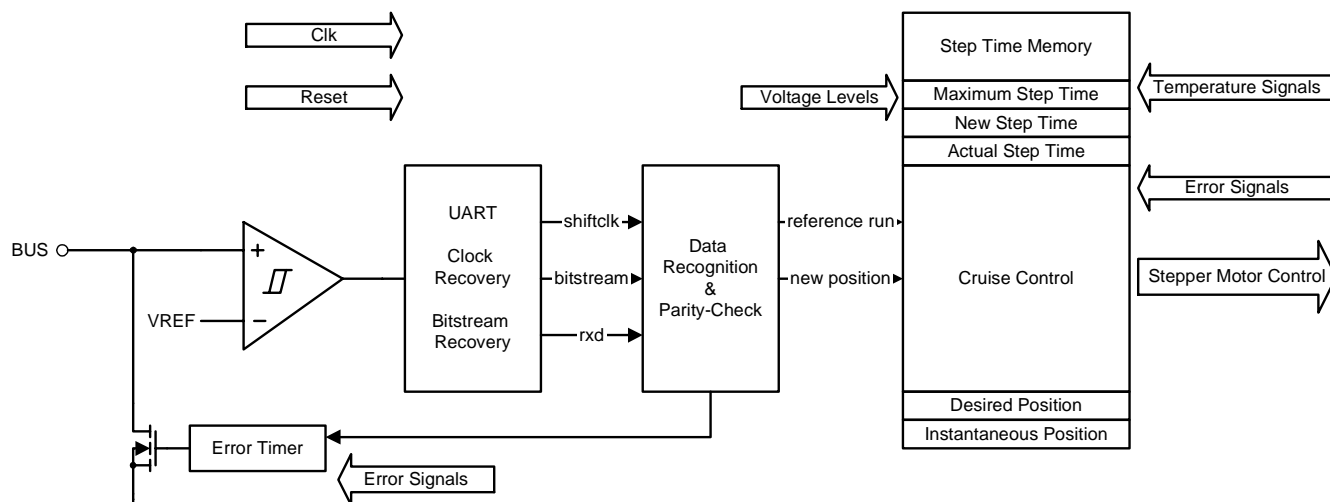 Clk
Reset
Voltage Levels
Step Time Memory
Maximum Step Time
New Step Time
Actual Step Time
Temperature Signals
Error Signals
BUS
+
VREF
−
UART
Clock
Recovery
Bitstream
Recovery
shiftclk
bitstream
rxd
Data
Recognition
&
Parity-Check
reference run
new position
Cruise Control
Stepper Motor Control
Desired Position
Instantaneous Position
Error Timer
Error Signals